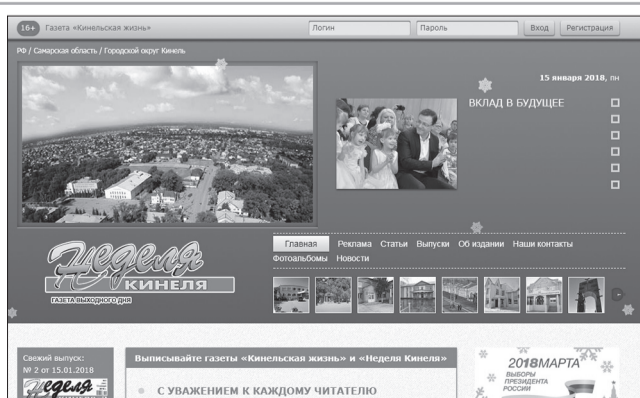 16+ Газета «Кинельская жизнь»
Логин
Пароль
Вход
Регистрация
РФ / Самарская область / Городской округ Кинель
15 января 2018, пн
ВКЛАД В БУДУЩЕЕ
Главная Реклама Статьи Выпуски Об издании Наши контакты
Фотоальбомы Новости
Неделя
КИНЕЛЯ
ГАЗЕТА ВЫХОДНОГО ДНЯ
Свежий выпуск:
№ 2 от 15.01.2018
Неделя
Выписывайте газеты «Кинельская жизнь» и «Неделя Кинеля»
С УВАЖЕНИЕМ К КАЖДОМУ ЧИТАТЕЛЮ
2018МАРТА
ВЫБОРЫ
ПРЕЗИДЕНТА
РОССИИ